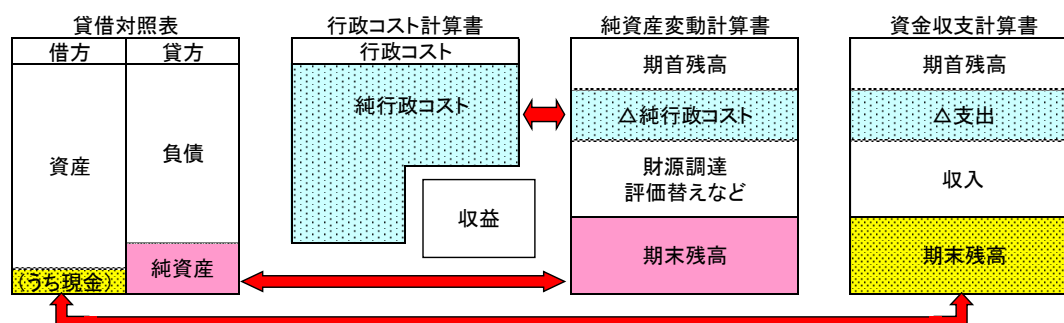 貸借対照表
借方
貸方
資産
負債
(うち現金)
純資産
行政コスト計算書
行政コスト
純行政コスト
収益
純資産変動計算書
期首残高
△純行政コスト
財源調達
評価替えなど
期末残高
資金収支計算書
期首残高
△支出
収入
期末残高